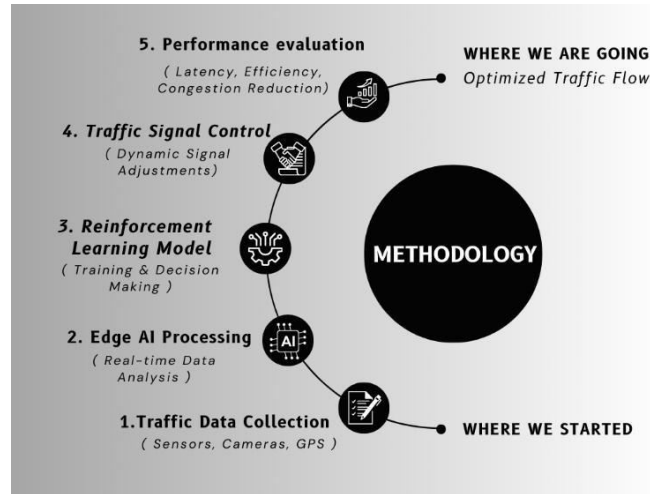 5. Performance evaluation
( Latency, Efficiency,
Congestion Reduction)
WHERE WE ARE GOING
Optimized Traffic Flow
4. Traffic Signal Control
( Dynamic Signal
Adjustments)
3. Reinforcement
Learning Model
( Training & Decision
Making )
METHODOLOGY
2. Edge AI Processing
( Real-time Data
Analysis )
AI
1.Traffic Data Collection
( Sensors, Cameras, GPS )
WHERE WE STARTED